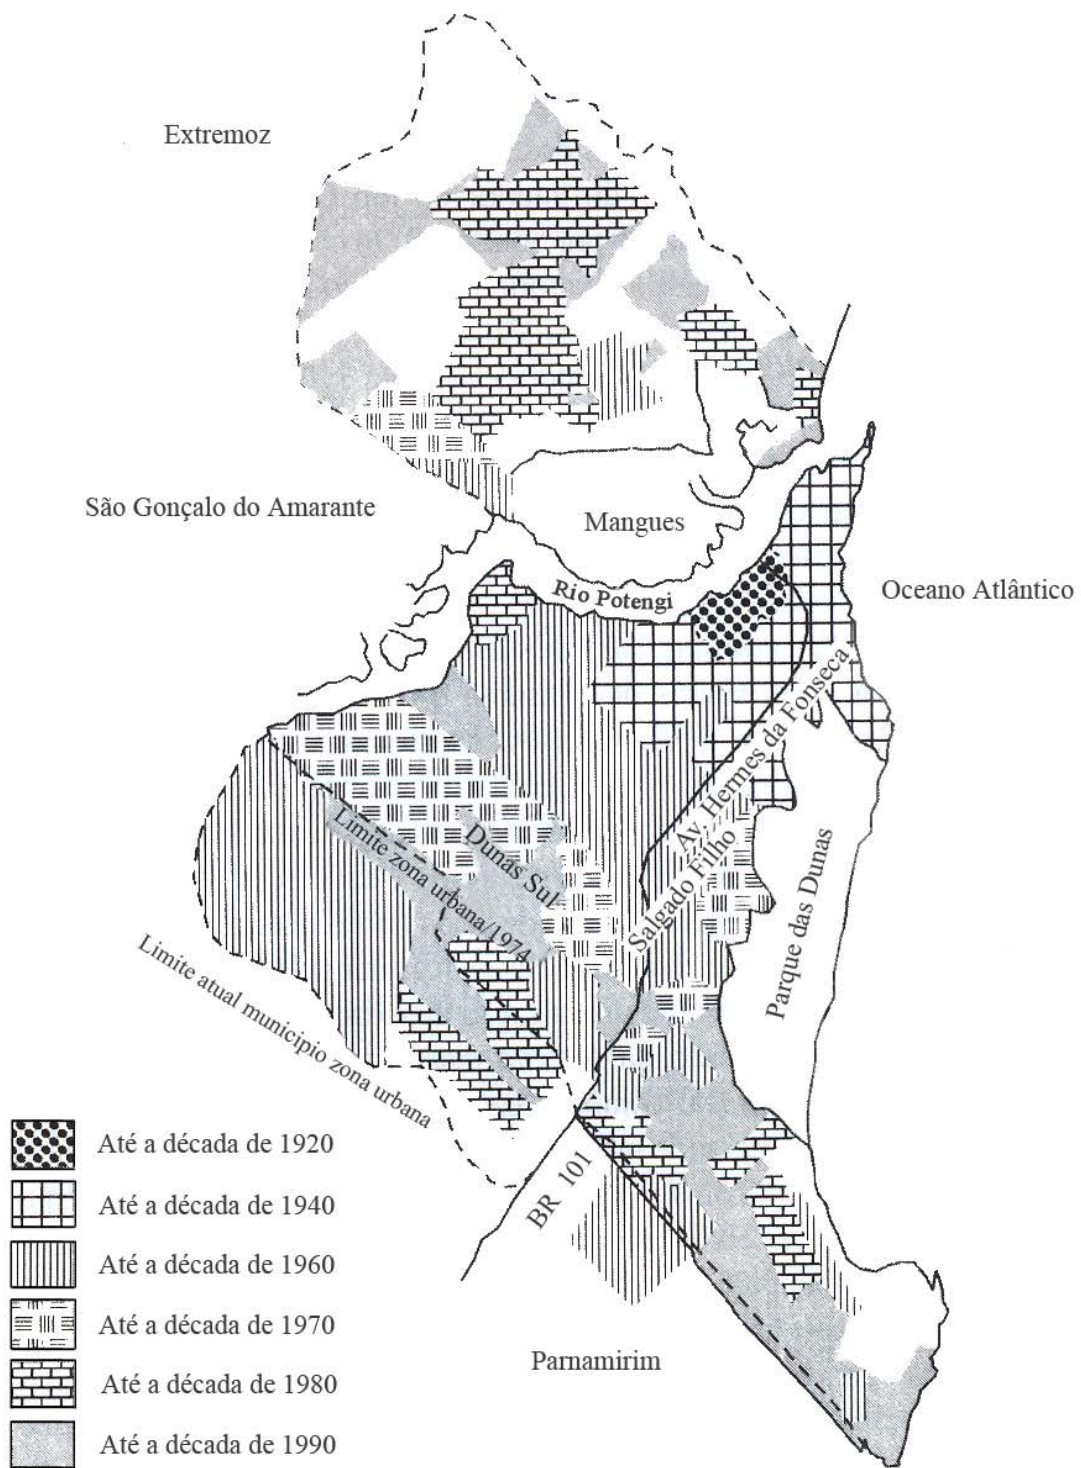 Extremoz
São Gonçalo do Amarante
Mangues
Rio Potengi
Oceano Atlântico
Av. Hermes da Fonseca
Salgado Filho
Dunas Sul
Limite zona
urbana/1974
Parque das Dunas
Limite atual municipio zona urbana
BR 101
Parnamirim
Até a década de 1920
Até a década de 1940
Até a década de 1960
Até a década de 1970
Até a década de 1980
Até a década de 1990